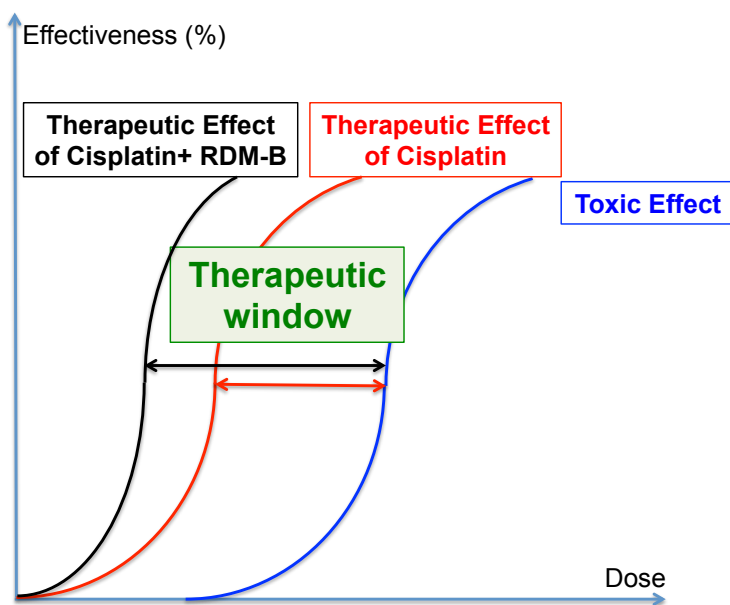 Effectiveness (%)
Therapeutic Effect
of Cisplatin+ RDM-B
Therapeutic Effect
of Cisplatin
Toxic Effect
Therapeutic
window
Dose